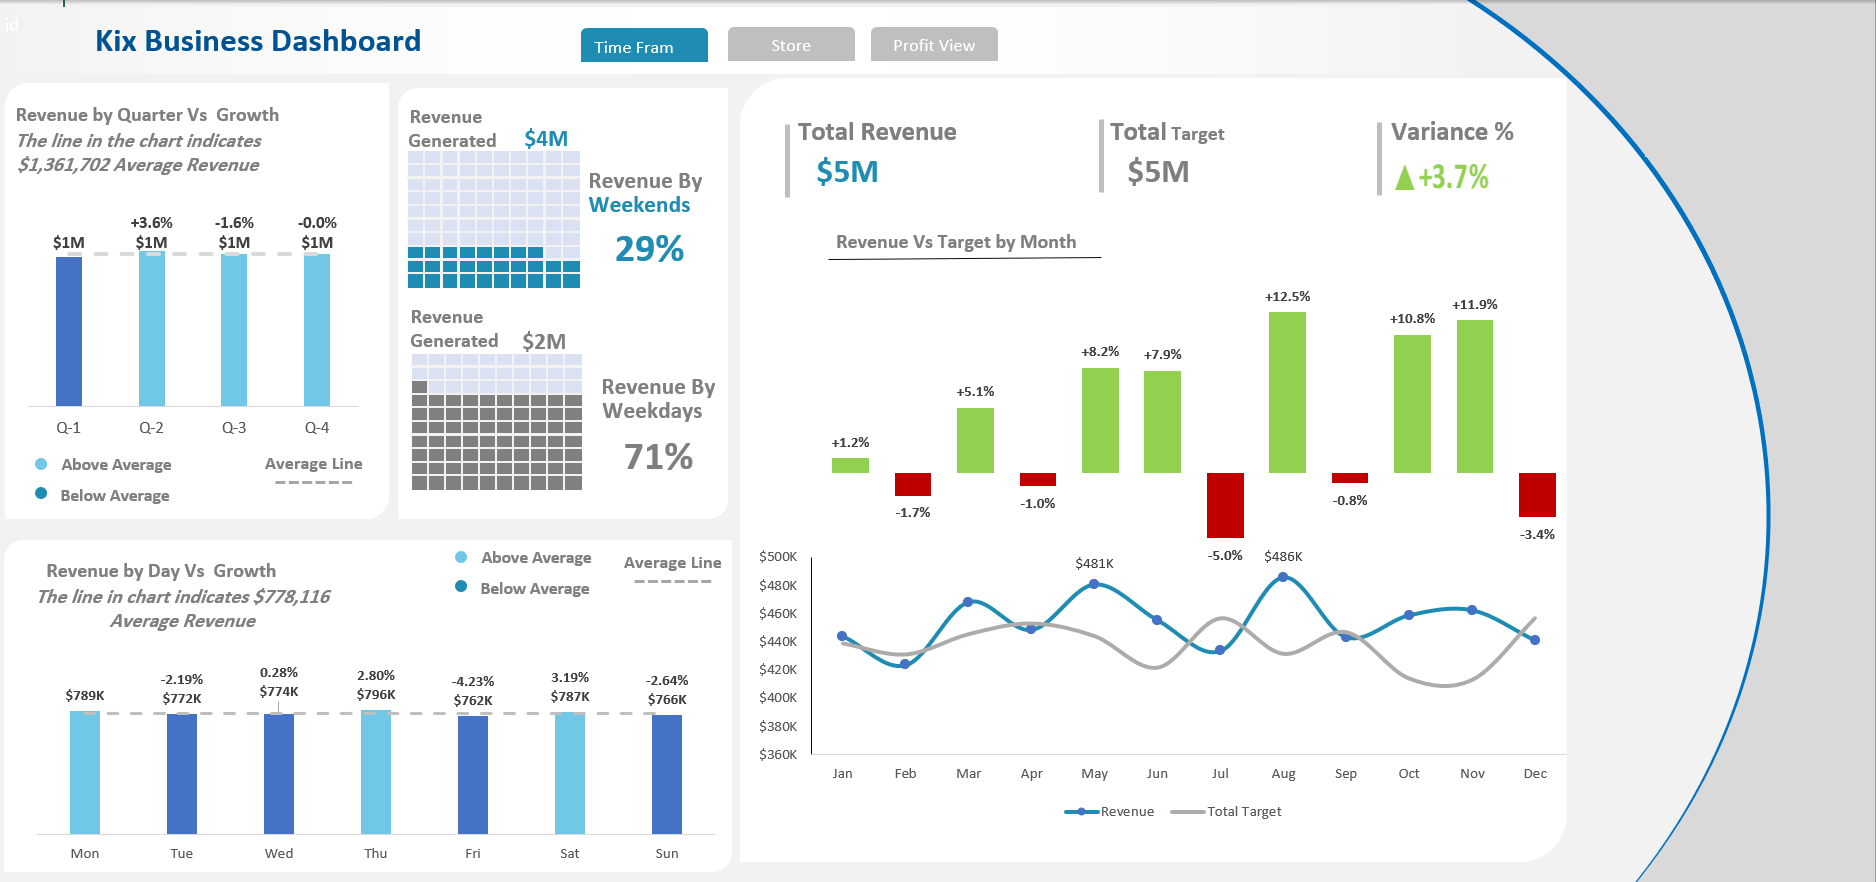 jd
Kix Business Dashboard
Time Fram
Store
Profit View
Revenue by Quarter Vs Growth
The line in the chart indicates
$1,361,702 Average Revenue
+3.6%
-1.6%
-0.0%
$1M
$1M
$1M
$1M
Q-1
Q-2
Q-3
Q-4
Above Average
Average Line
Below Average
Revenue
Generated
$4M
Revenue By
Weekends
29%
Revenue
Generated
$2M
Revenue By
Weekdays
71%
Revenue by Day Vs Growth
The line in chart indicates $778,116
Average Revenue
Above Average
Average Line
Below Average
$789K
-2.19%
$772K
0.28%
$774K
2.80%
$796K
-4.23%
$762K
3.19%
$787K
-2.64%
$766K
Mon
Tue
Wed
Thu
Fri
Sat
Sun
Total Revenue
$5M
Total Target
$5M
Variance %
▲+3.7%
Revenue Vs Target by Month
+1.2%
-1.7%
+5.1%
-1.0%
+8.2%
+7.9%
-5.0%
+12.5%
-0.8%
+10.8%
+11.9%
-3.4%
$500K
$480K
$460K
$440K
$420K
$400K
$380K
$360K
$481K
$486K
Jan
Feb
Mar
Apr
May
Jun
Jul
Aug
Sep
Oct
Nov
Dec
Revenue
Total Target